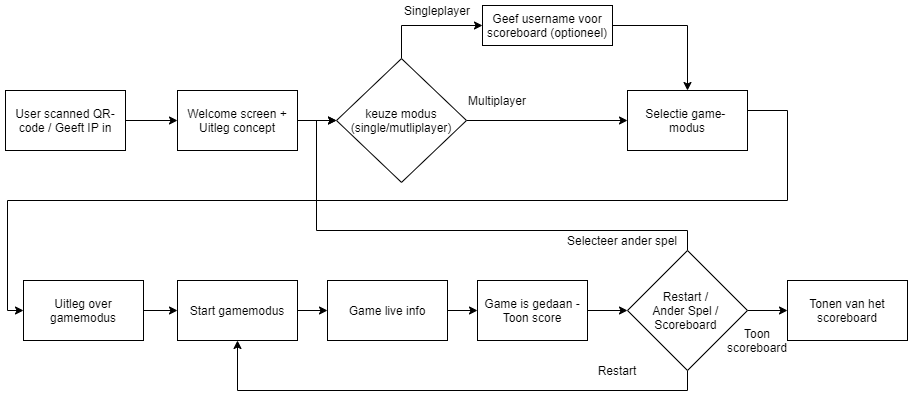 Singleplayer
Geef username voor
scoreboard (optioneel)
User scanned QR-
code / Geeft IP in
Welcome screen +
Uitleg concept
keuze modus
(single/mutliplayer)
Multiplayer
Selectie game-
modus
Selecteer ander spel
Uitleg over
gamemodus
Start gamemodus
Game live info
Game is gedaan -
Toon score
Restart /
Ander Spel /
Scoreboard
Toon
scoreboard
Tonen van het
scoreboard
Restart